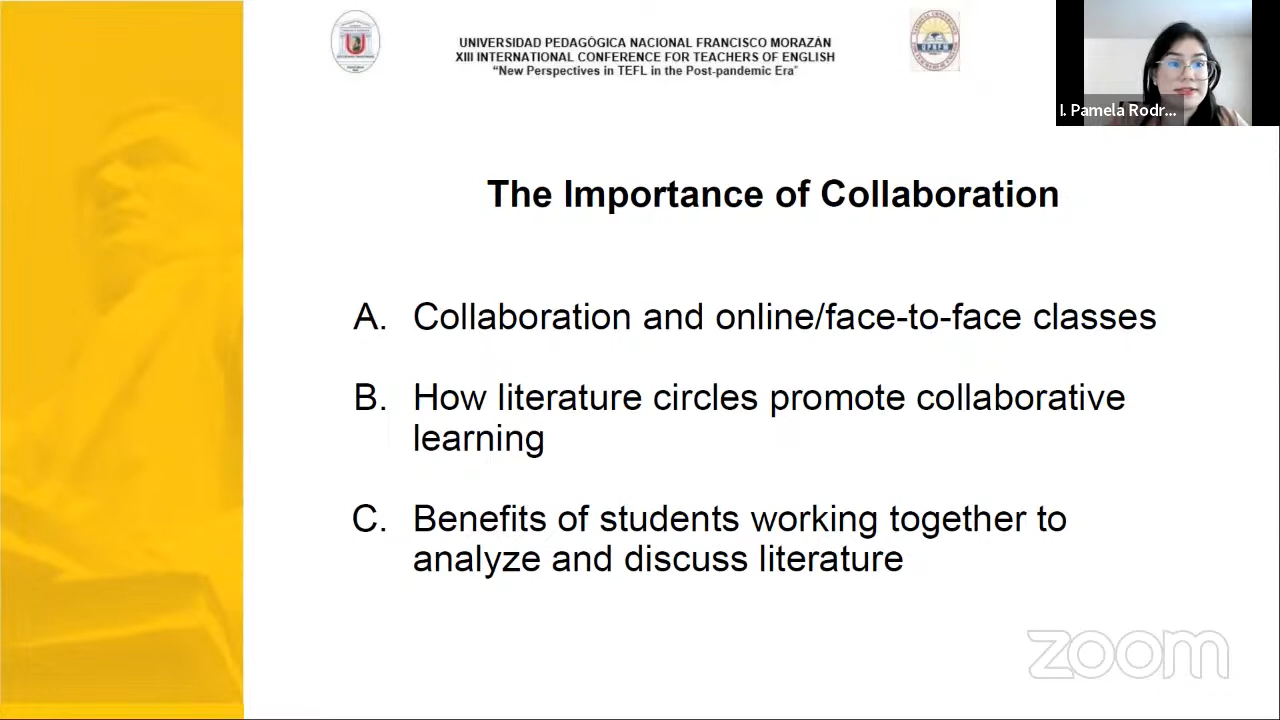 UNIVERSIDAD PEDAGÓGICA NACIONAL FRANCISCO MORAZÁN
XIII INTERNATIONAL CONFERENCE FOR TEACHERS OF ENGLISH
“New Perspectives in TEFL in the Post-pandemic Era”
I. Pamela Rodr...
The Importance of Collaboration
A. Collaboration and online/face-to-face classes
B. How literature circles promote collaborative
learning
C. Benefits of students working together to
analyze and discuss literature
zoom